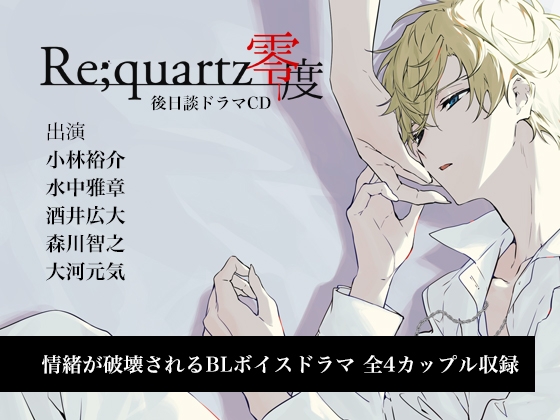 Re;quartz零度
後日談ドラマCD
出演
小林裕介
水中雅章
酒井広大
森川智之
大河元気
情緒が破壊されるBLボイスドラマ 全4カップル収録